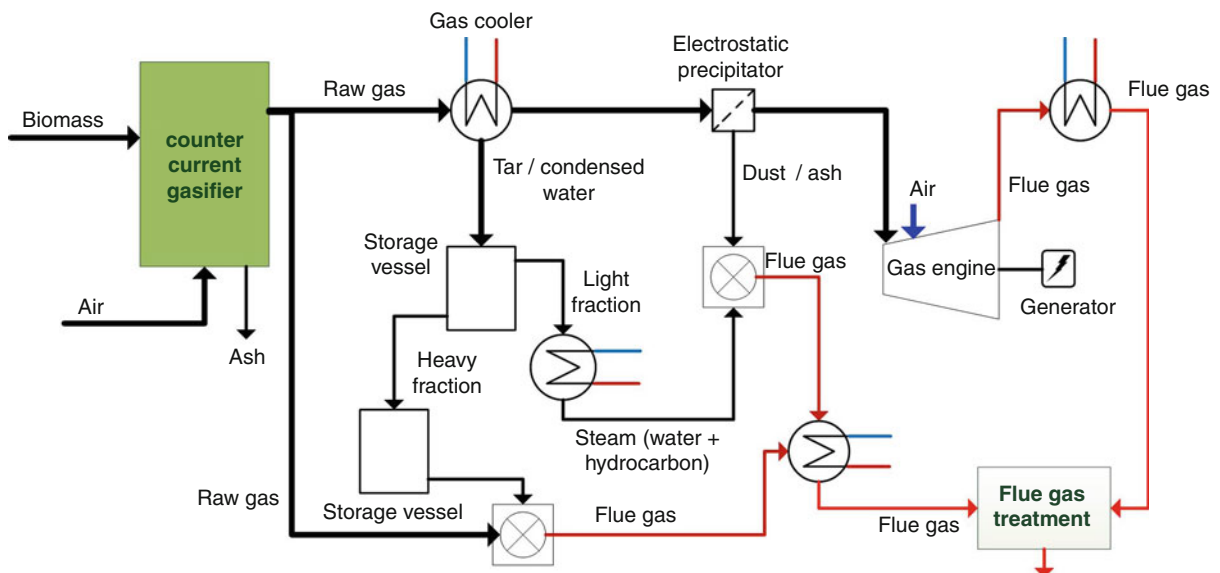 Gas cooler
Electrostatic
precipitator
Raw gas
Flue gas
Biomass
counter
current
gasifier
Tar / condensed
water
Dust / ash
Air
Flue gas
Storage
vessel
Flue gas
Gas engine
Light
fraction
Generator
Air
Ash
Heavy
fraction
Steam (water +
hydrocarbon)
Raw gas
Storage vessel
Flue gas
Flue gas
Flue gas
treatment